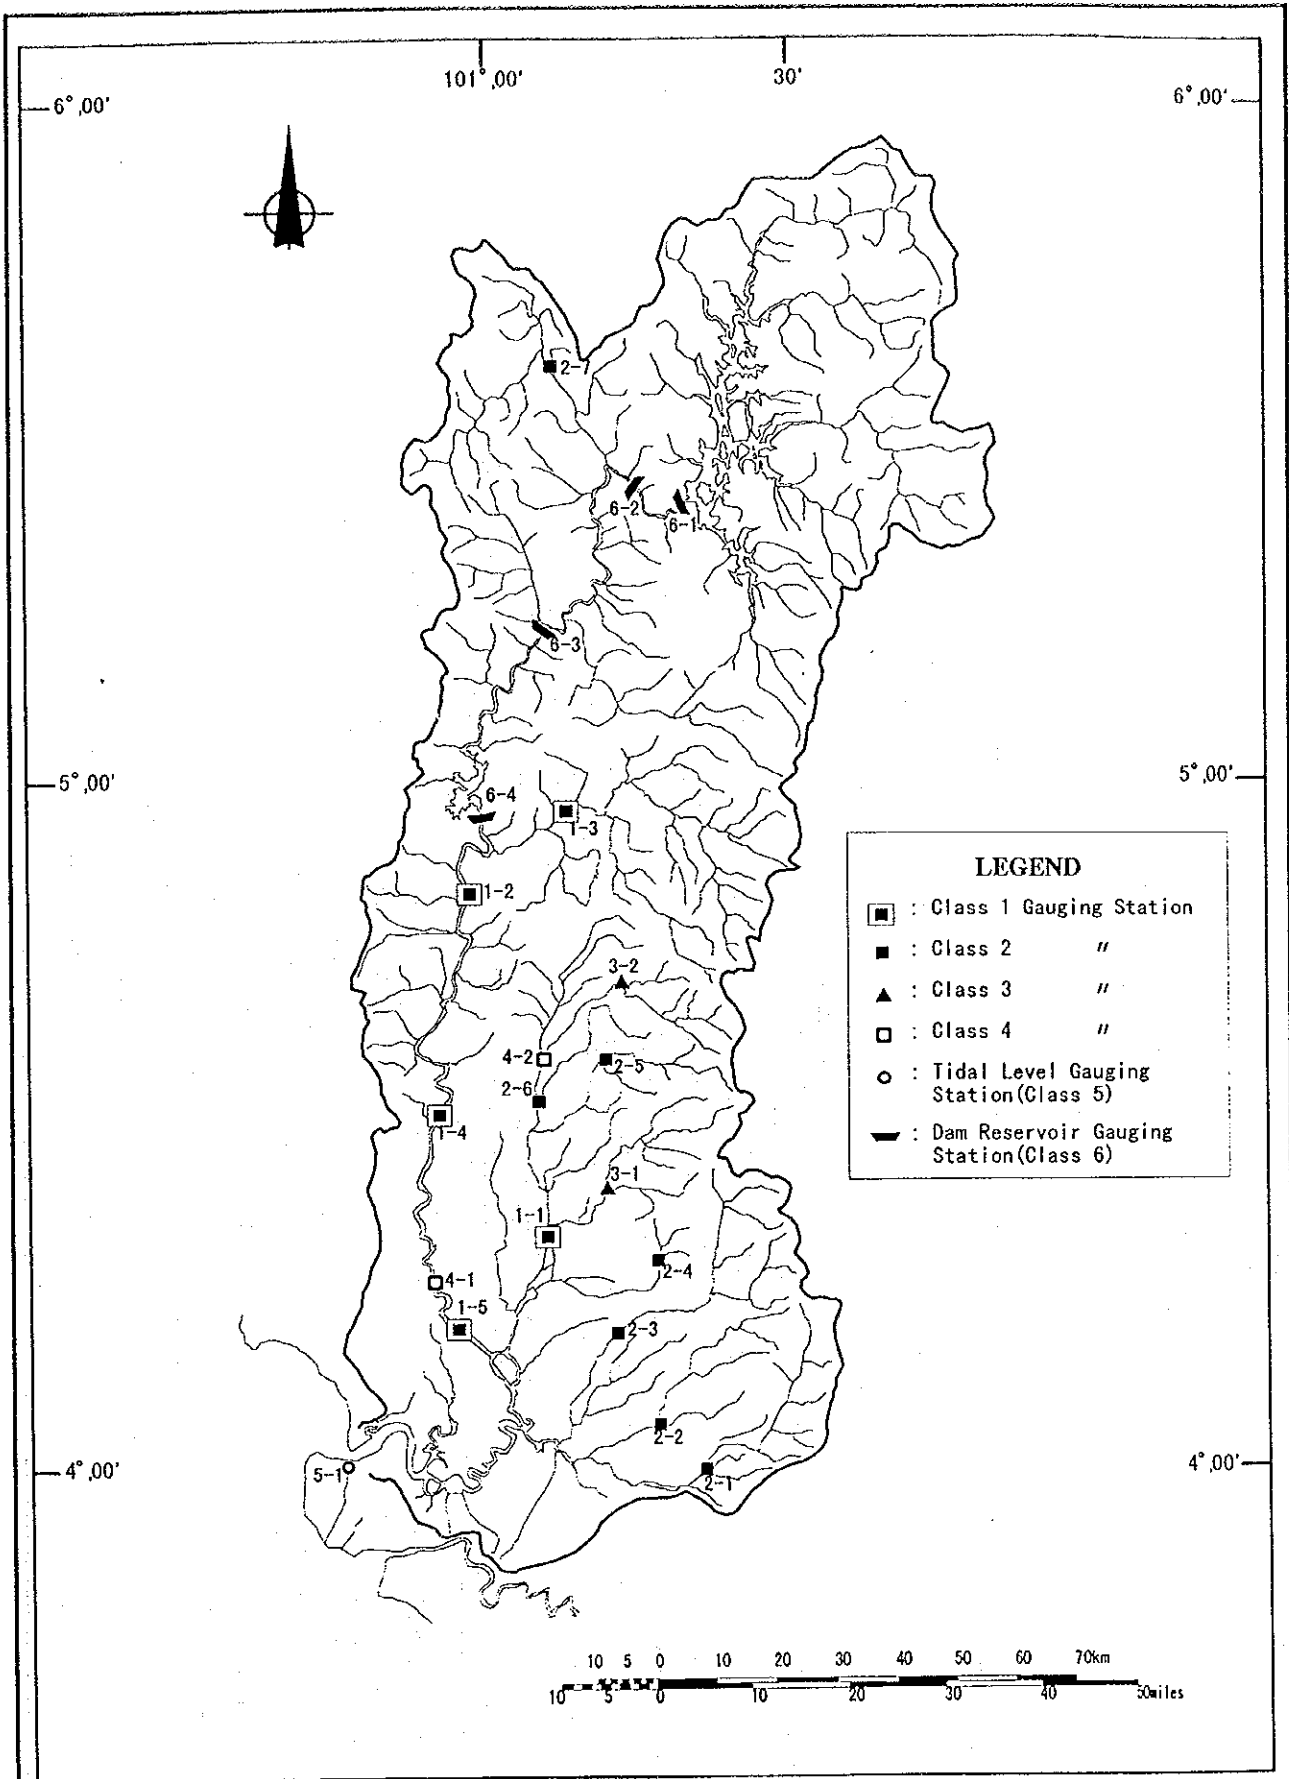 101°,00'
30'
6°,00'
6°,00'
2-7
6-2
6-1
6-3
5°,00'
5°,00'
6-4
1-3
1-2
LEGEND
: Class 1 Gauging Station
: Class 2 "
: Class 3 "
: Class 4 "
: Tidal Level Gauging
Station(Class 5)
: Dam Reservoir Gauging
Station(Class 6)
3-2
4-2
2-5
2-6
1-4
3-1
1-1
2-4
4-1
1-5
2-3
2-2
4°,00'
5-1
2-1
4°,00'
10 5 0 10 20 30 40 50 60 70km
10 5 0 10 20 30 40 50miles